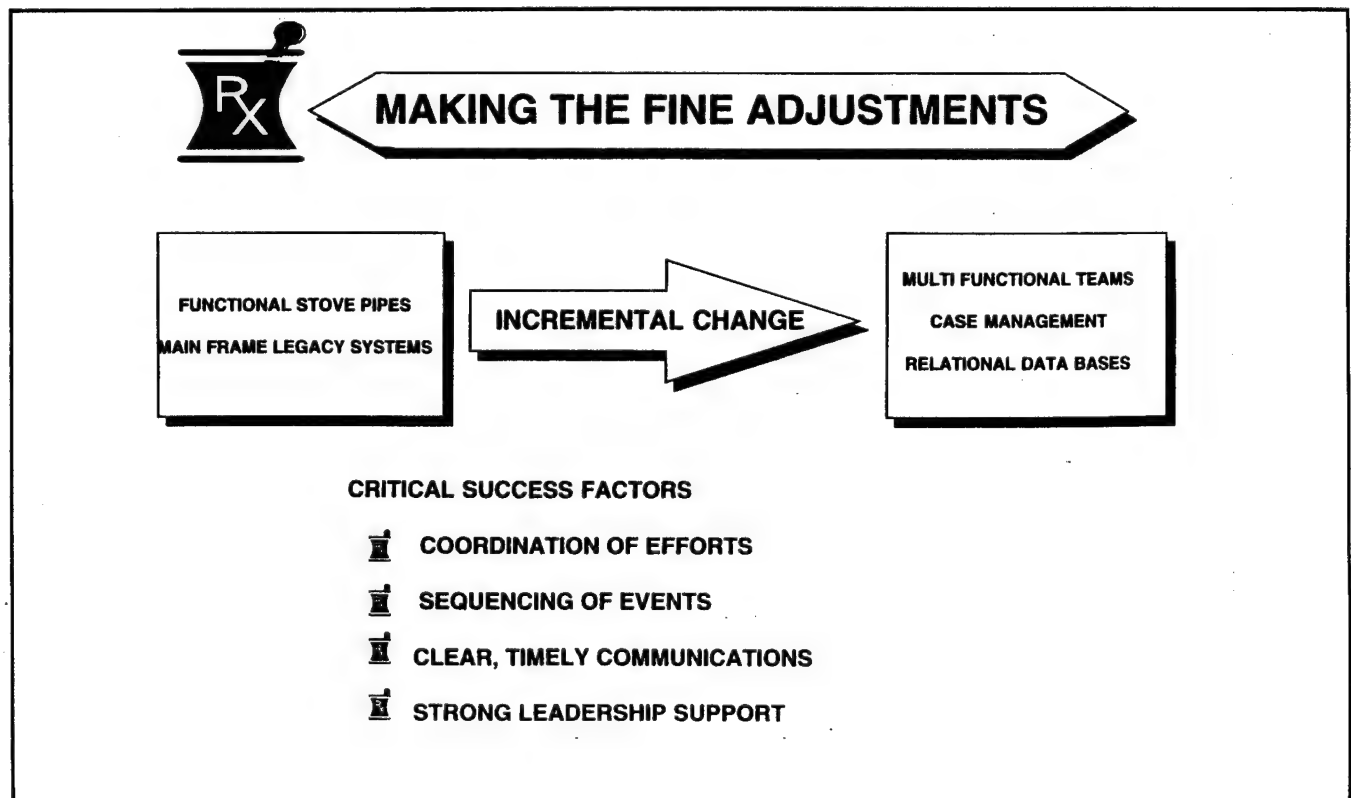 RX
MAKING THE FINE ADJUSTMENTS
FUNCTIONAL STOVE PIPES
MAIN FRAME LEGACY SYSTEMS
INCREMENTAL CHANGE
MULTI FUNCTIONAL TEAMS
CASE MANAGEMENT
RELATIONAL DATA BASES
CRITICAL SUCCESS FACTORS
COORDINATION OF EFFORTS
SEQUENCING OF EVENTS
CLEAR, TIMELY COMMUNICATIONS
STRONG LEADERSHIP SUPPORT